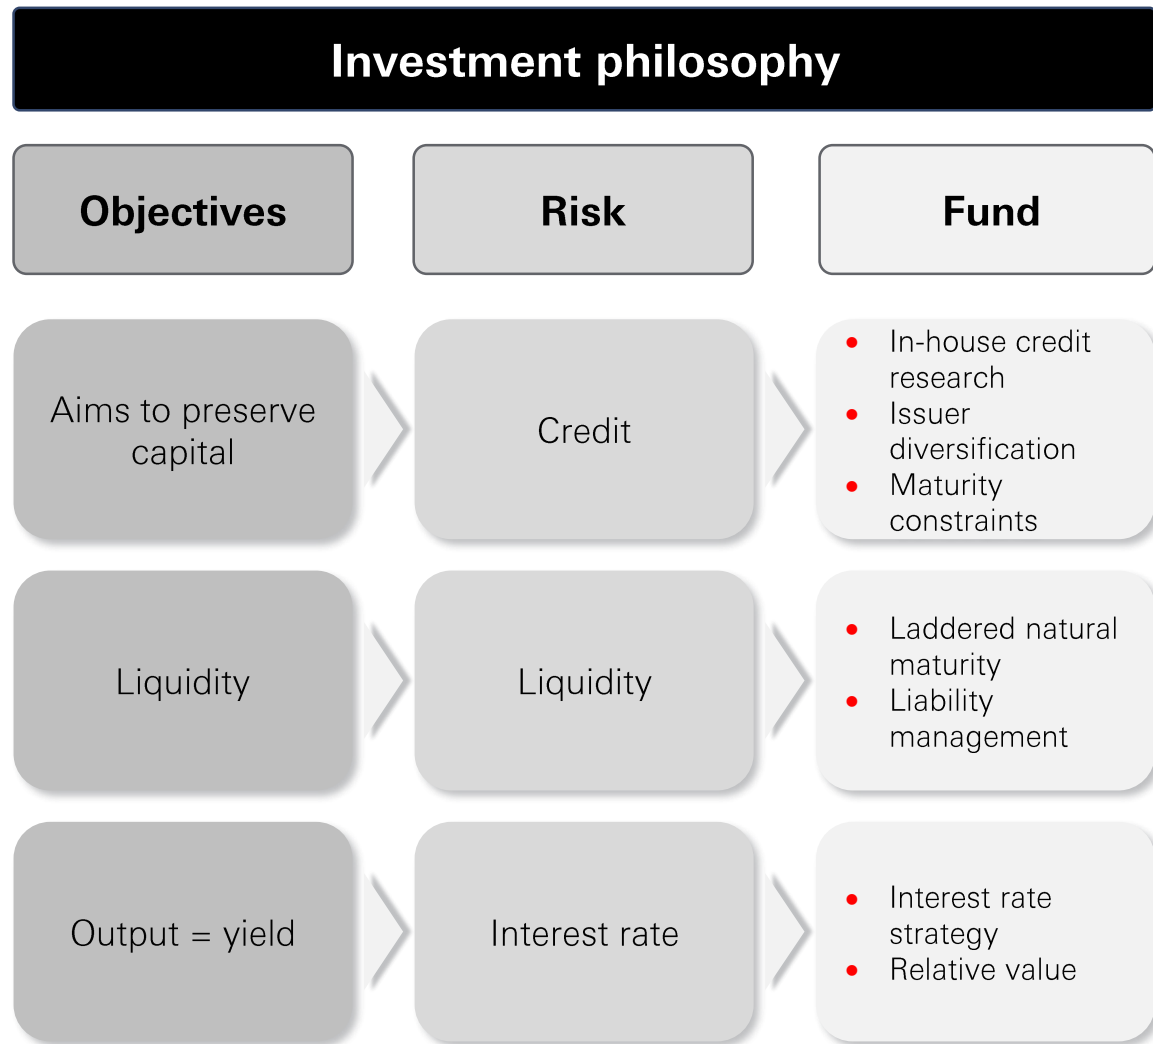 Investment philosophy
Objectives
Risk
Fund
Aims to preserve
capital
Credit
• In-house credit
research
• Issuer
diversification
• Maturity
constraints
Liquidity
Liquidity
• Laddered natural
maturity
• Liability
management
Output = yield
Interest rate
• Interest rate
strategy
• Relative value